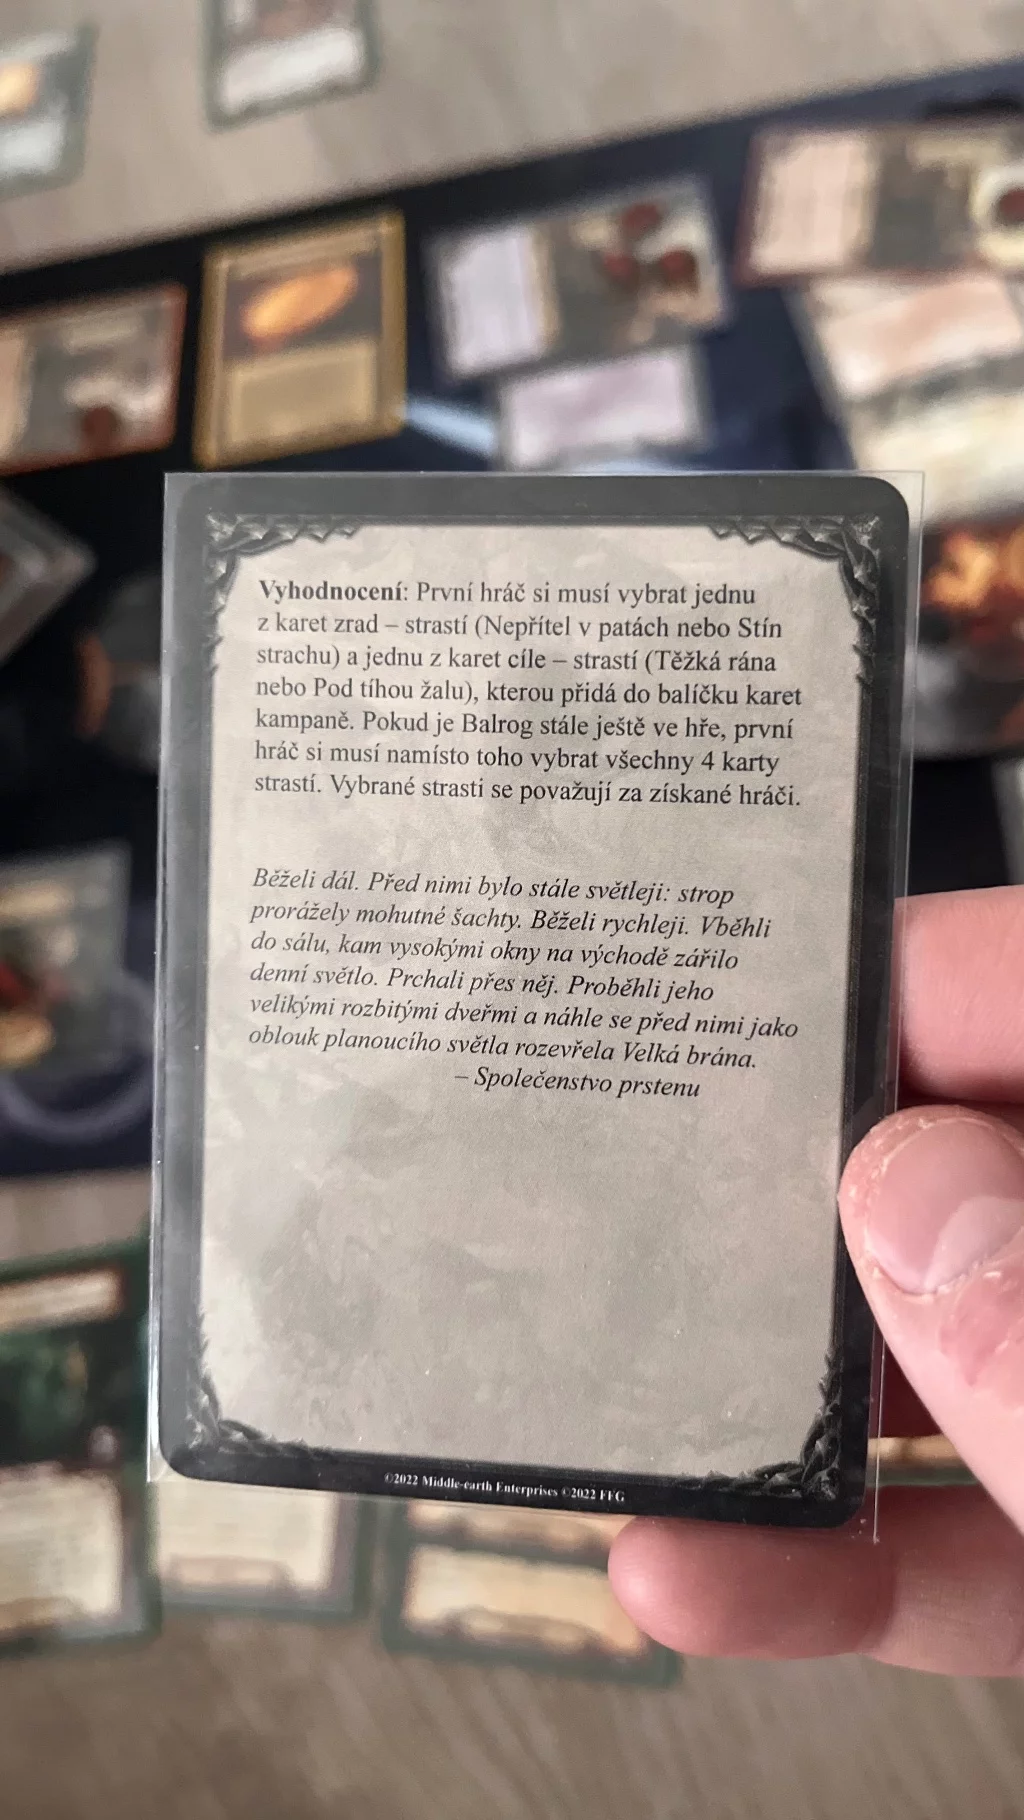 Vyhodnocení: První hráč si musí vybrat jednu
z karet zrad – strastí (Nepřítel v patách nebo Stín
strachu) a jednu z karet cíle – strastí (Těžká rána
nebo Pod tíhou žalu), kterou přidá do balíčku karet
kampaně. Pokud je Balrog stále ještě ve hře, první
hráč si musí namísto toho vybrat všechny 4 karty
strastí. Vybrané strasti se považují za získané hráči.
Běželi dál. Před nimi bylo stále světleji: strop
prorážely mohutné šachty. Běželi rychleji. Vběhli
do sálu, kam vysokými okny na východě zářilo
denní světlo. Prchali přes něj. Proběhli jeho
velikými rozbitými dveřmi a náhle se před nimi jako
oblouk planoucího světla rozevřela Velká brána.
– Společenstvo prstenu
©2022 Middle-earth Enterprises ©2022 FFG